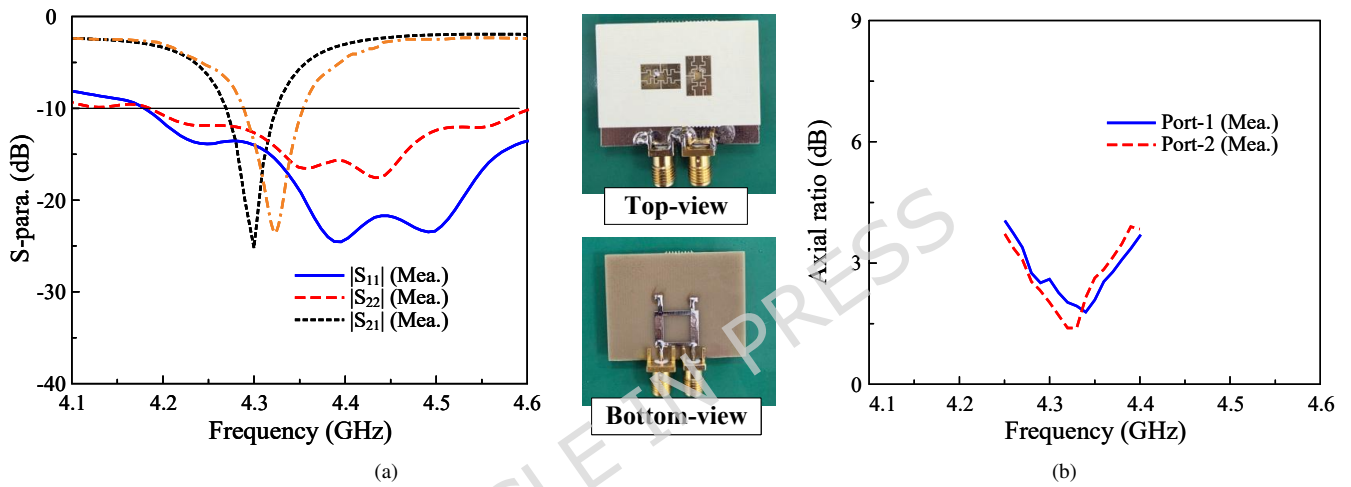 0
-10
-20
-30
-40
S-para. (dB)
|S11| (Mea.)
|S22| (Mea.)
|S21| (Mea.)
4.1 4.2 4.3 4.4 4.5 4.6
Frequency (GHz)
(a)
Top-view
Bottom-view
9
6
3
0
Axial ratio (dB)
Port-1 (Mea.)
Port-2 (Mea.)
4.1 4.2 4.3 4.4 4.5 4.6
Frequency (GHz)
(b)
LE IN PRESS